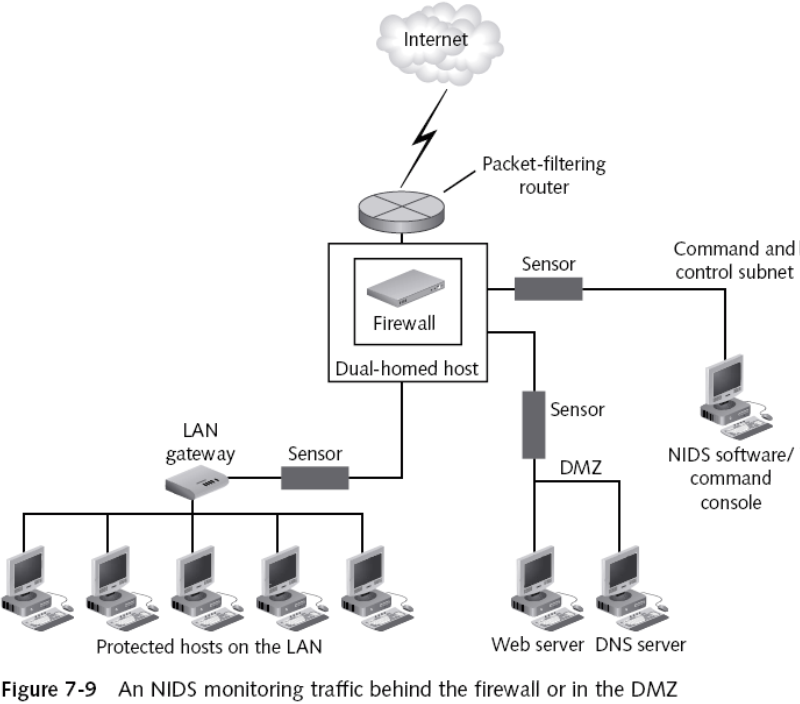 Internet
Packet-filtering
router
Command and
control subnet
Sensor
Firewall
Dual-homed host
Sensor
LAN
gateway
Sensor
DMZ
NIDS software/
command
console
Protected hosts on the LAN
Web server
DNS server
Figure 7-9 An NIDS monitoring traffic behind the firewall or in the DMZ